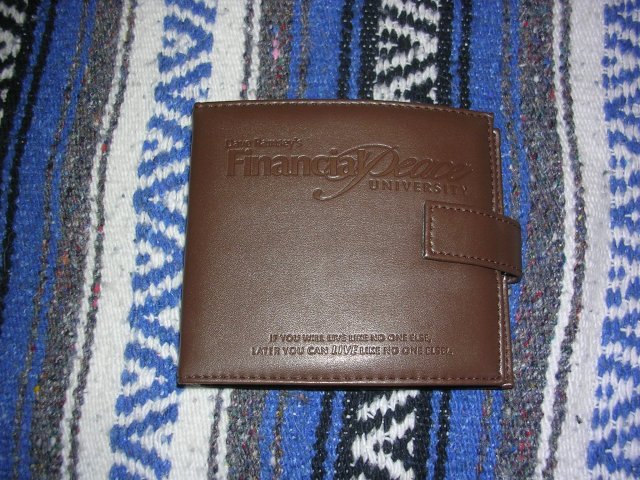 Dave Ramsey's
Financial Peace
UNIVERSITY
IF YOU WILL LIVE LIKE NO ONE ELSE,
LATER YOU CAN LIVE LIKE NO ONE ELSE.